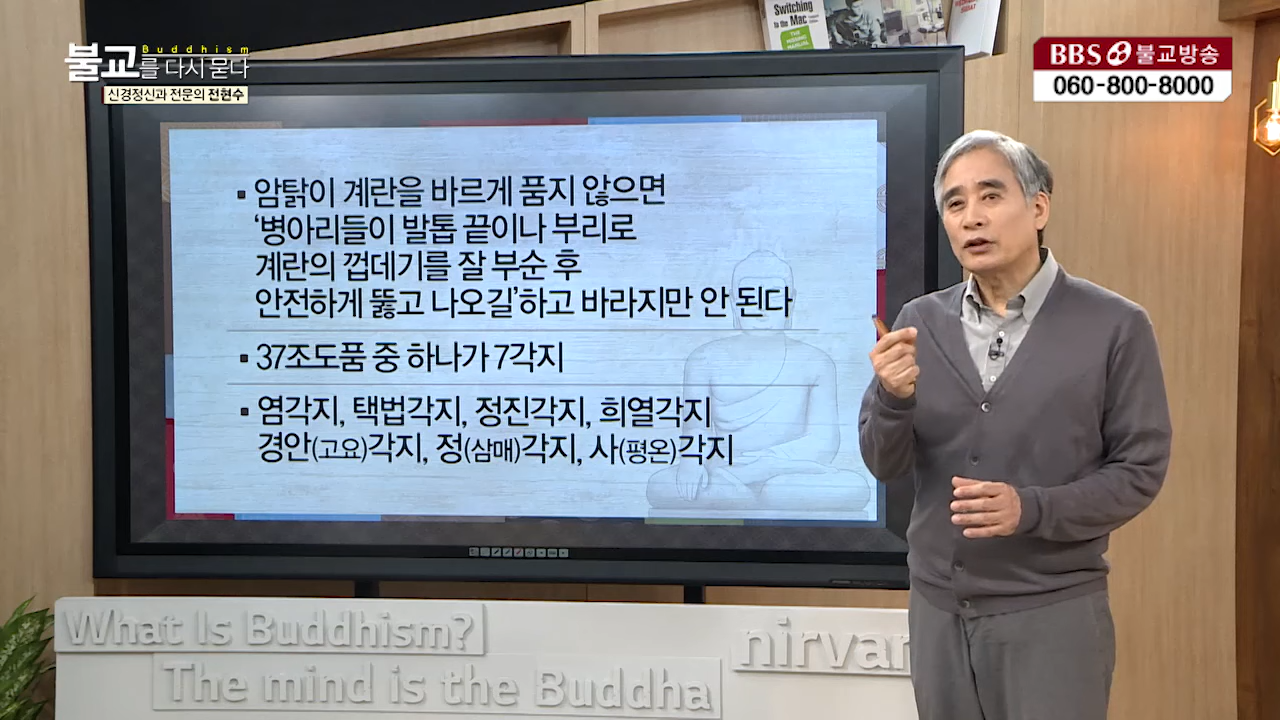 Switching
to the Mac
THE
MISSING
MANUAL
Buddhism
불교를 다시 묻다
신경정신과 전문의 전현수
BBS 불교방송
060-800-8000
▪ 암탉이 계란을 바르게 품지 않으면
‘병아리들이 발톱 끝이나 부리로
계란의 껍데기를 잘 부순 후
안전하게 뚫고 나오길’하고 바라지만 안 된다
▪ 37조도품 중 하나가 7각지
▪ 염각지, 택법각지, 정진각지, 희열각지
경안(고요)각지, 정(삼매)각지, 사(평온)각지
What Is Buddhism?
nirvan
The mind is the Buddha